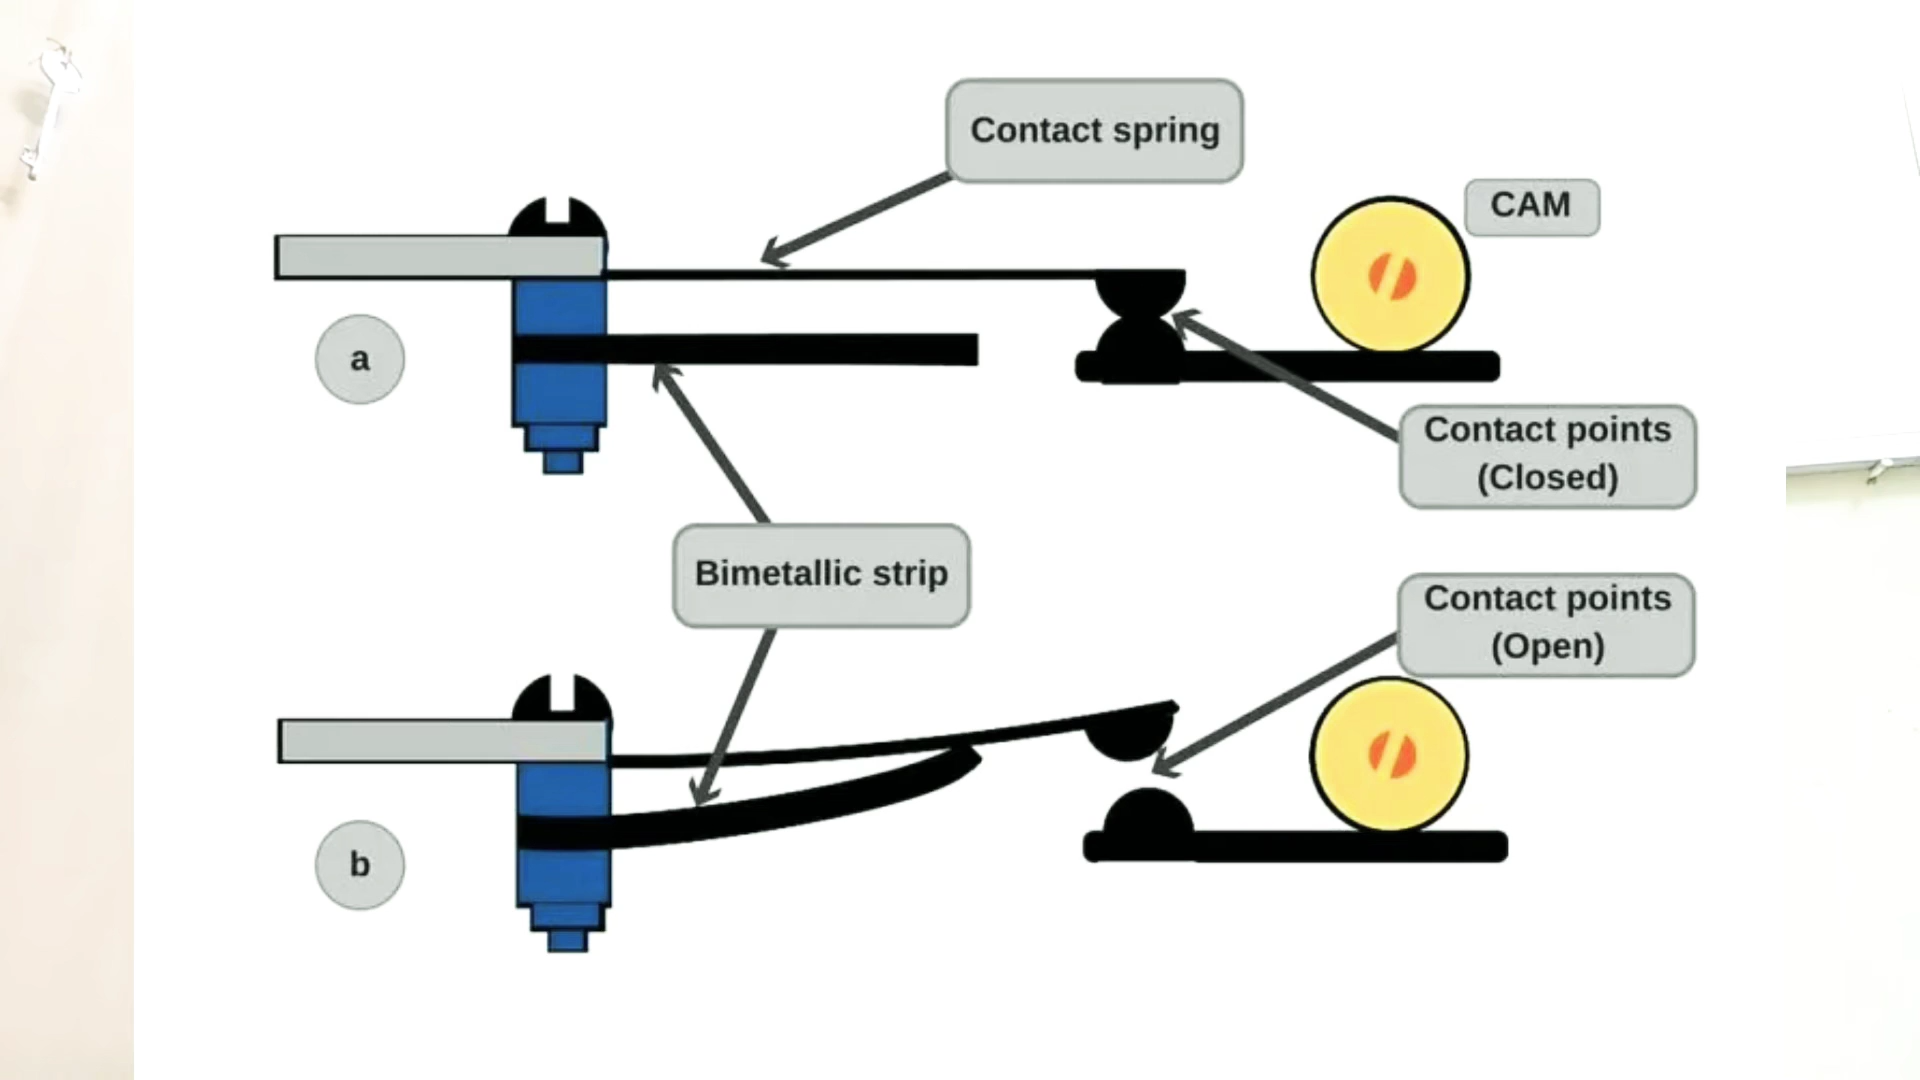 Contact spring
CAM
a
Contact points
(Closed)
Bimetallic strip
Contact points
(Open)
b